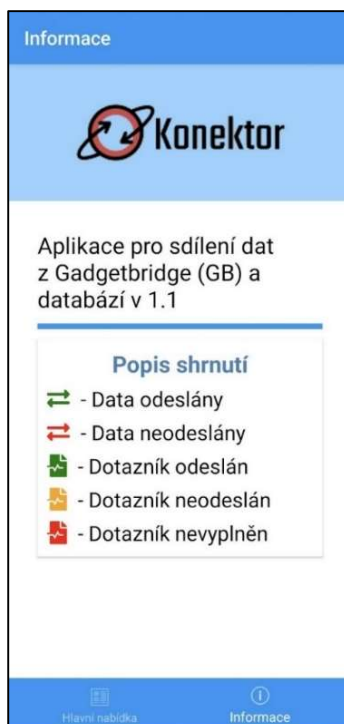 Informace
Konektor
Aplikace pro sdílení dat
z Gadgetbridge (GB) a
databází v 1.1
Popis shrnutí
- Data odeslány
- Data neodeslány
- Dotazník odeslán
- Dotazník neodeslán
- Dotazník nevyplněn
Hlavní nabídka
Informace